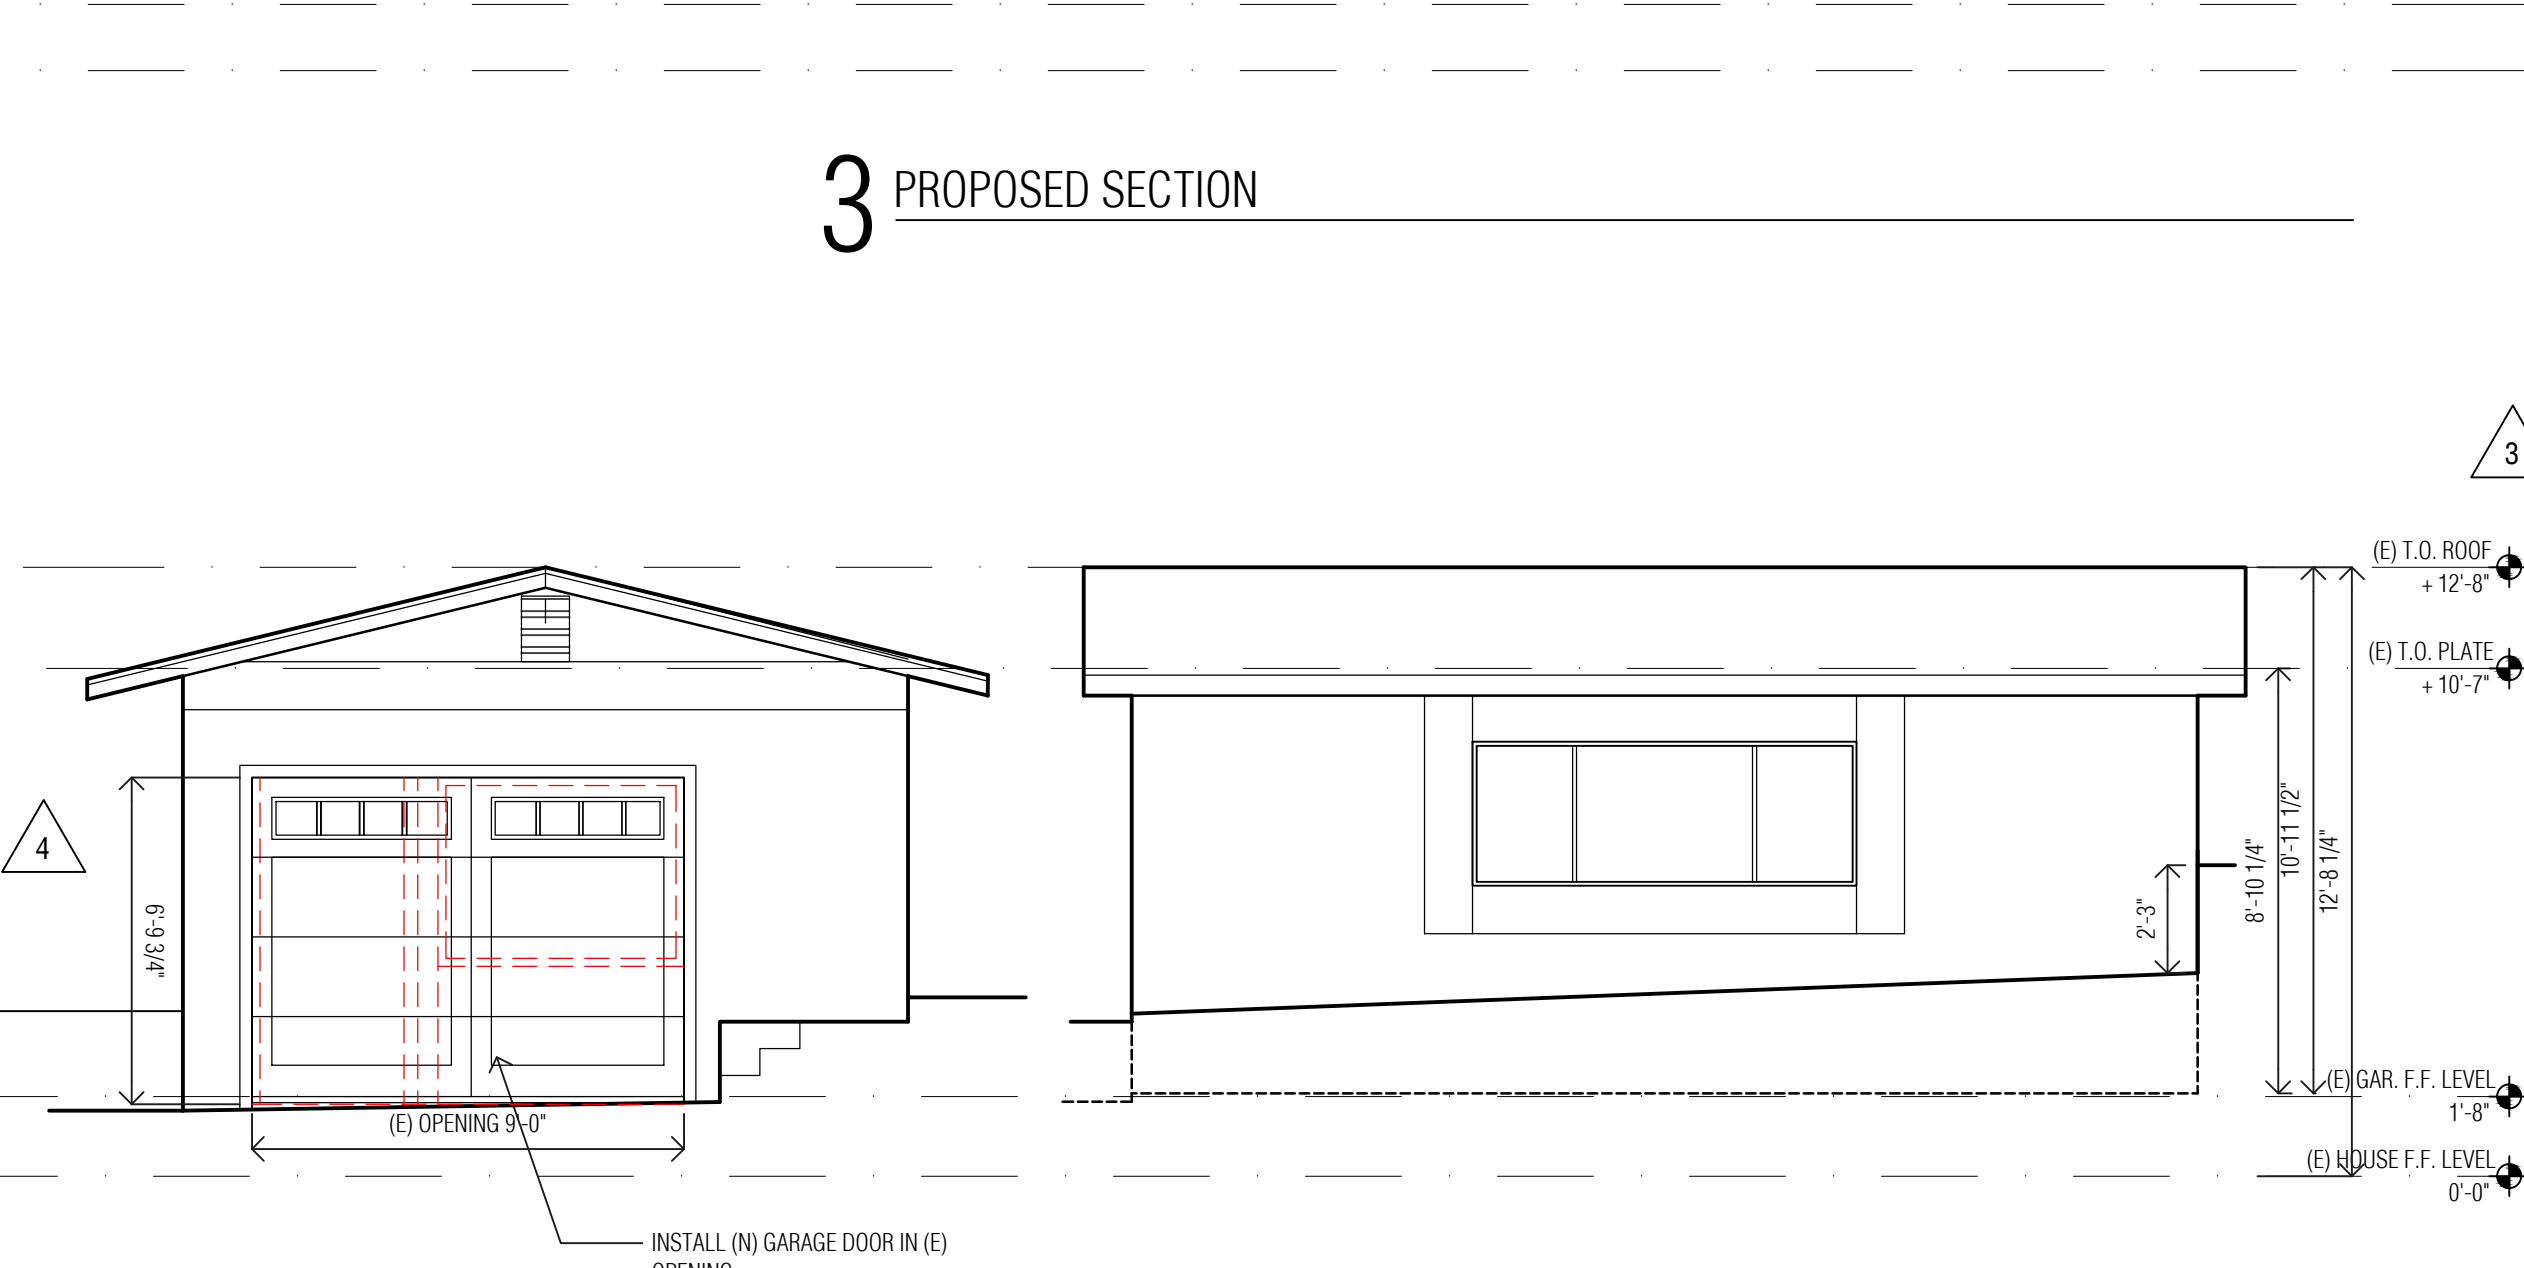 3 PROPOSED SECTION
3
(E) T.O. ROOF
+ 12'-8"
(E) T.O. PLATE
+ 10'-7"
4
6'-9 3/4"
2'-3"
8'-10 1/4"
10'-11 1/2"
12'-8 1/4"
(E) GAR. F.F. LEVEL
1'-8"
(E) OPENING 9'-0"
(E) HOUSE F.F. LEVEL
0'-0"
INSTALL (N) GARAGE DOOR IN (E)
OPENING